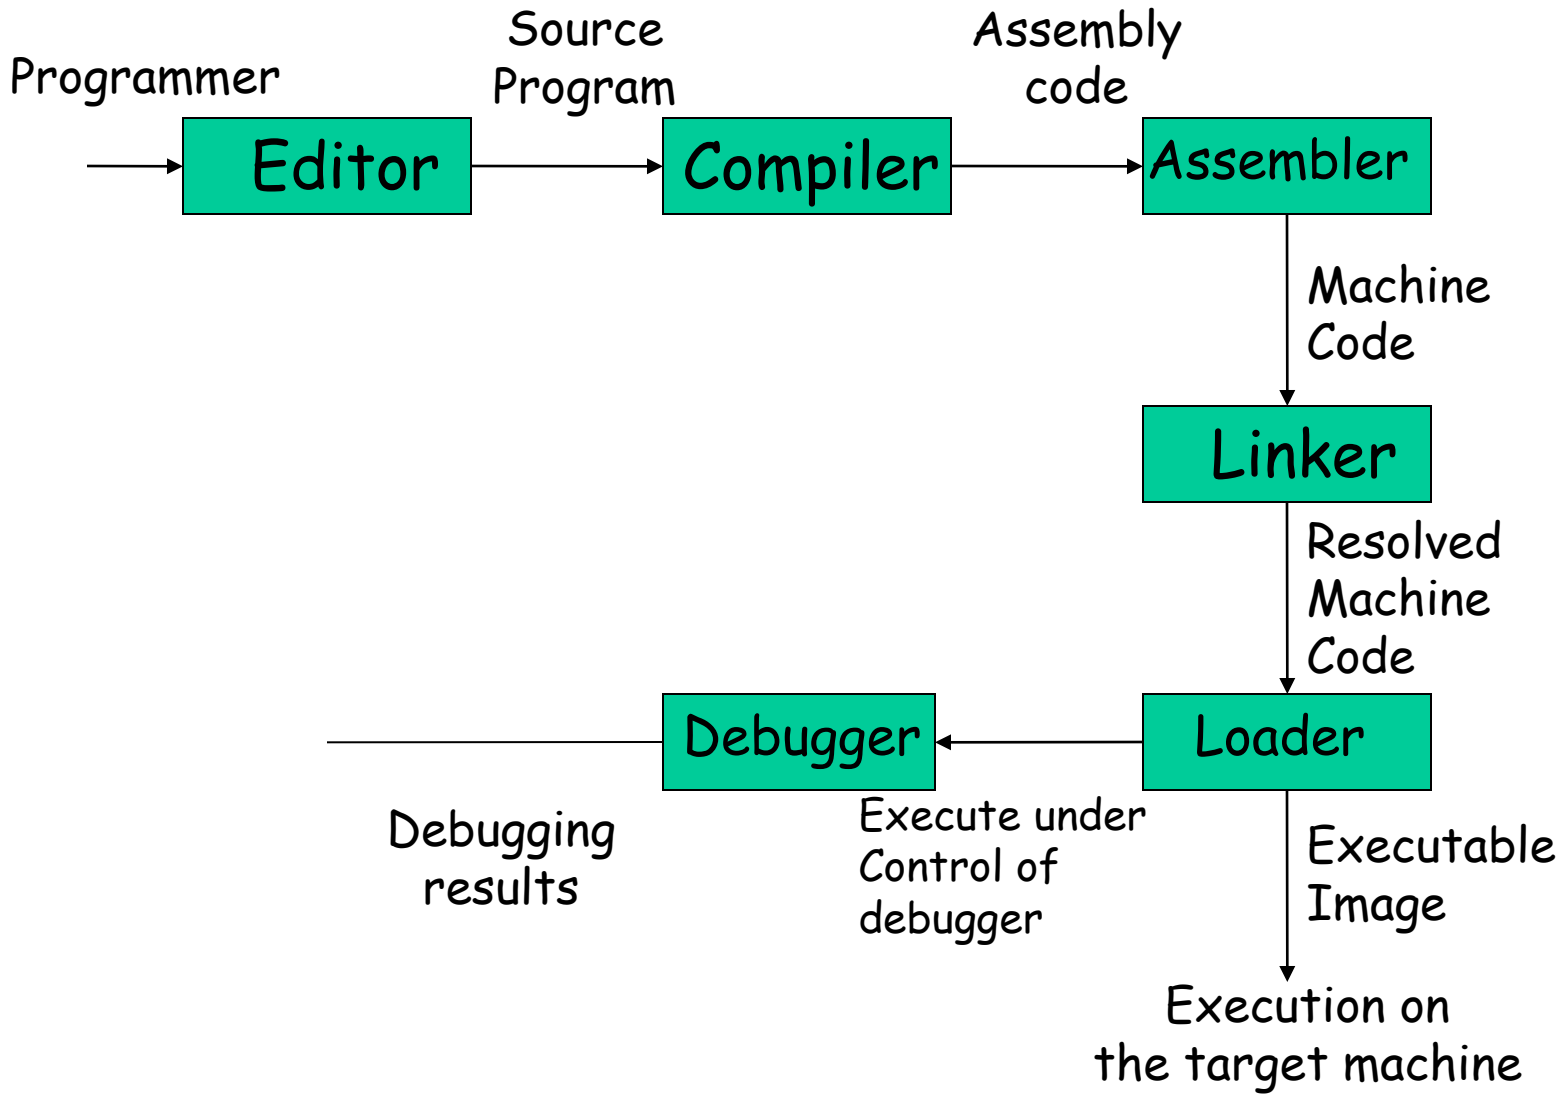 Programmer
Source
Program
Assembly
code
Editor
Compiler
Assembler
Machine
Code
Linker
Resolved
Machine
Code
Loader
Debugger
Execute under
Control of
debugger
Debugging
results
Executable
Image
Execution on
the target machine